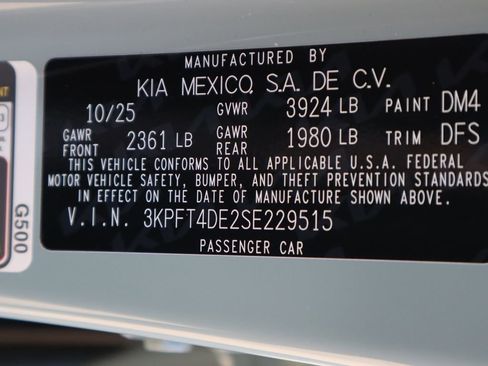 MANUFACTURED BY
KIA MEXICO, S.A. DE C.V.
10/25 GVWR 3924 LB PAINT DM4
GAWR FRONT 2361 LB GAWR REAR 1980 LB TRIM DFS
THIS VEHICLE CONFORMS TO ALL APPLICABLE U.S.A. FEDERAL
MOTOR VEHICLE SAFETY, BUMPER, AND THEFT PREVENTION STANDARDS
IN EFFECT ON THE DATE OF MANUFACTURE SHOWN ABOVE.
V.I.N. 3KPFT4DE2SE229515
PASSENGER CAR
G500